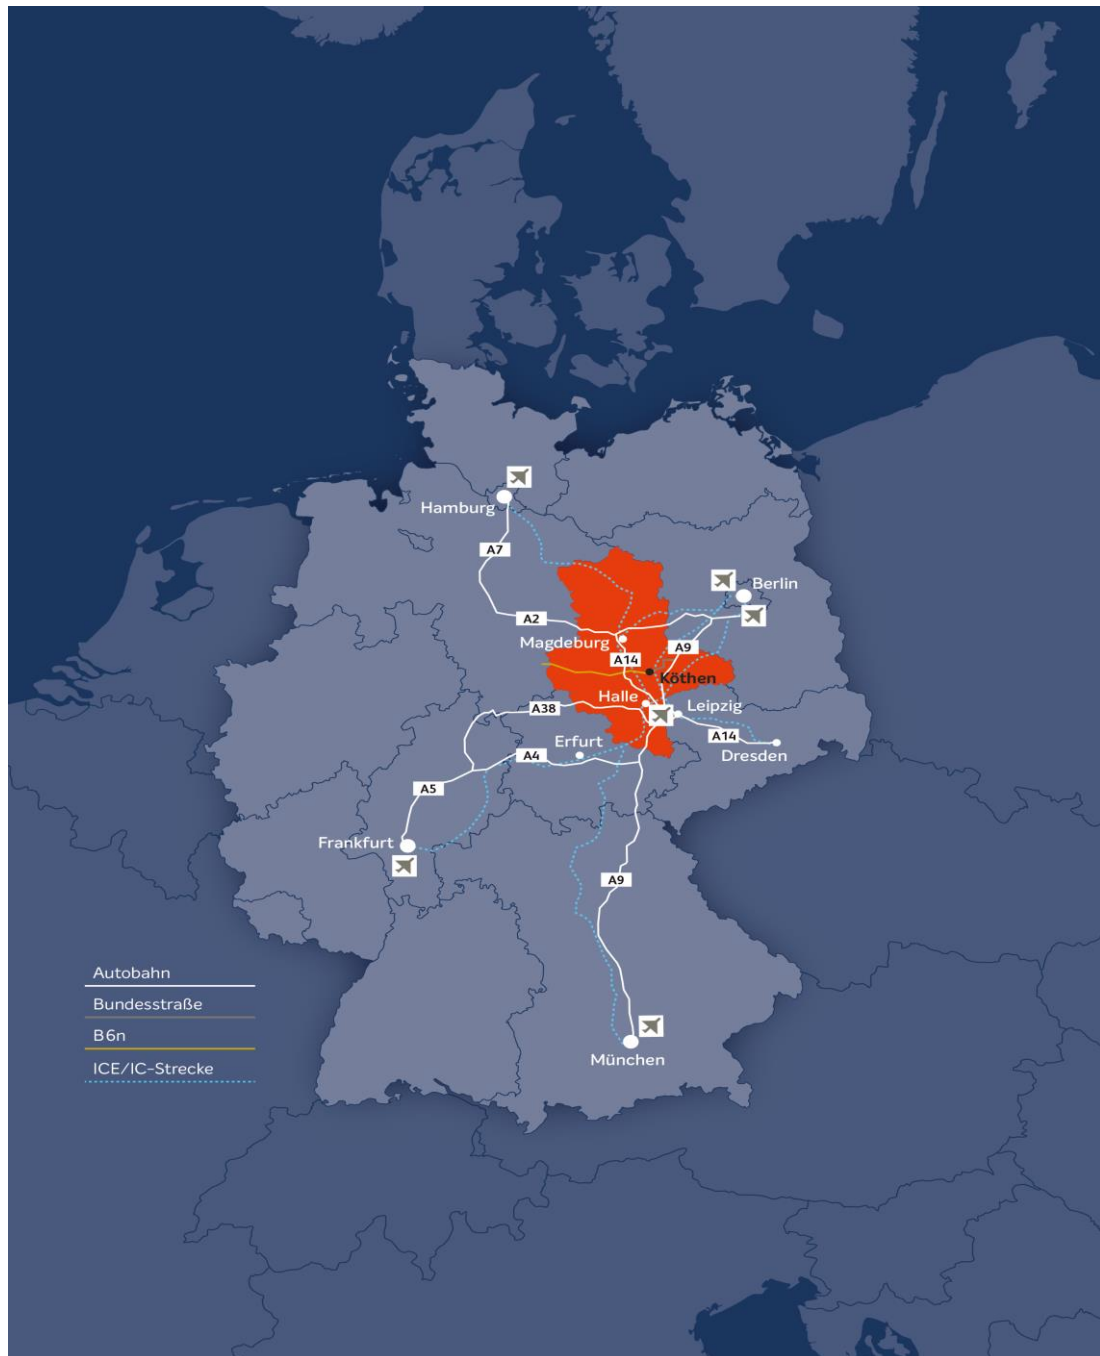 Hamburg
A7
Berlin
A2
Magdeburg
A9
A14
Köthen
Halle
Leipzig
A38
A14
Erfurt
A4
Dresden
A5
Frankfurt
A9
Autobahn
Bundesstraße
B6n
ICE/IC-Strecke
München